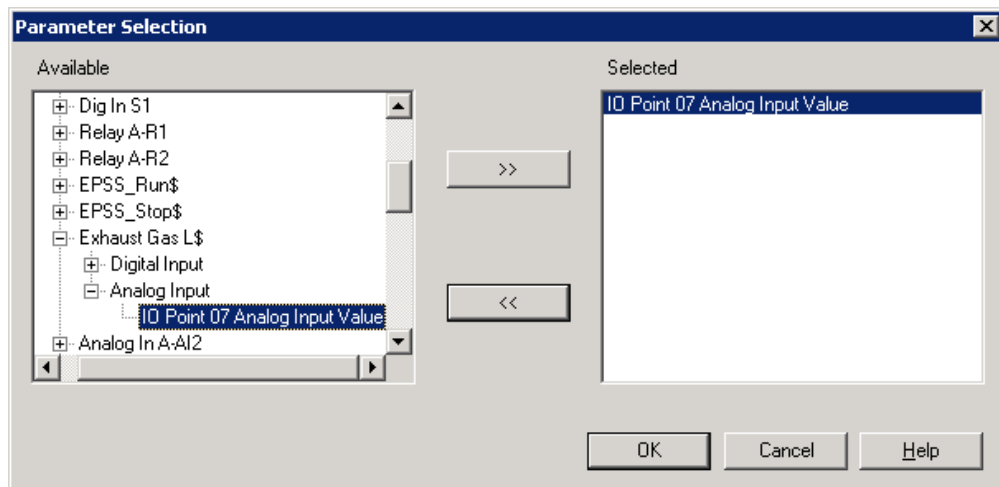 Parameter Selection
Available
Dig In S1
Relay A-R1
Relay A-R2
EPSS_Run$
EPSS_Stop$
Exhaust Gas L$
Digital Input
Analog Input
IO Point 07 Analog Input Value
Analog In A-AI2
>>
<<
Selected
IO Point 07 Analog Input Value
OK
Cancel
Help